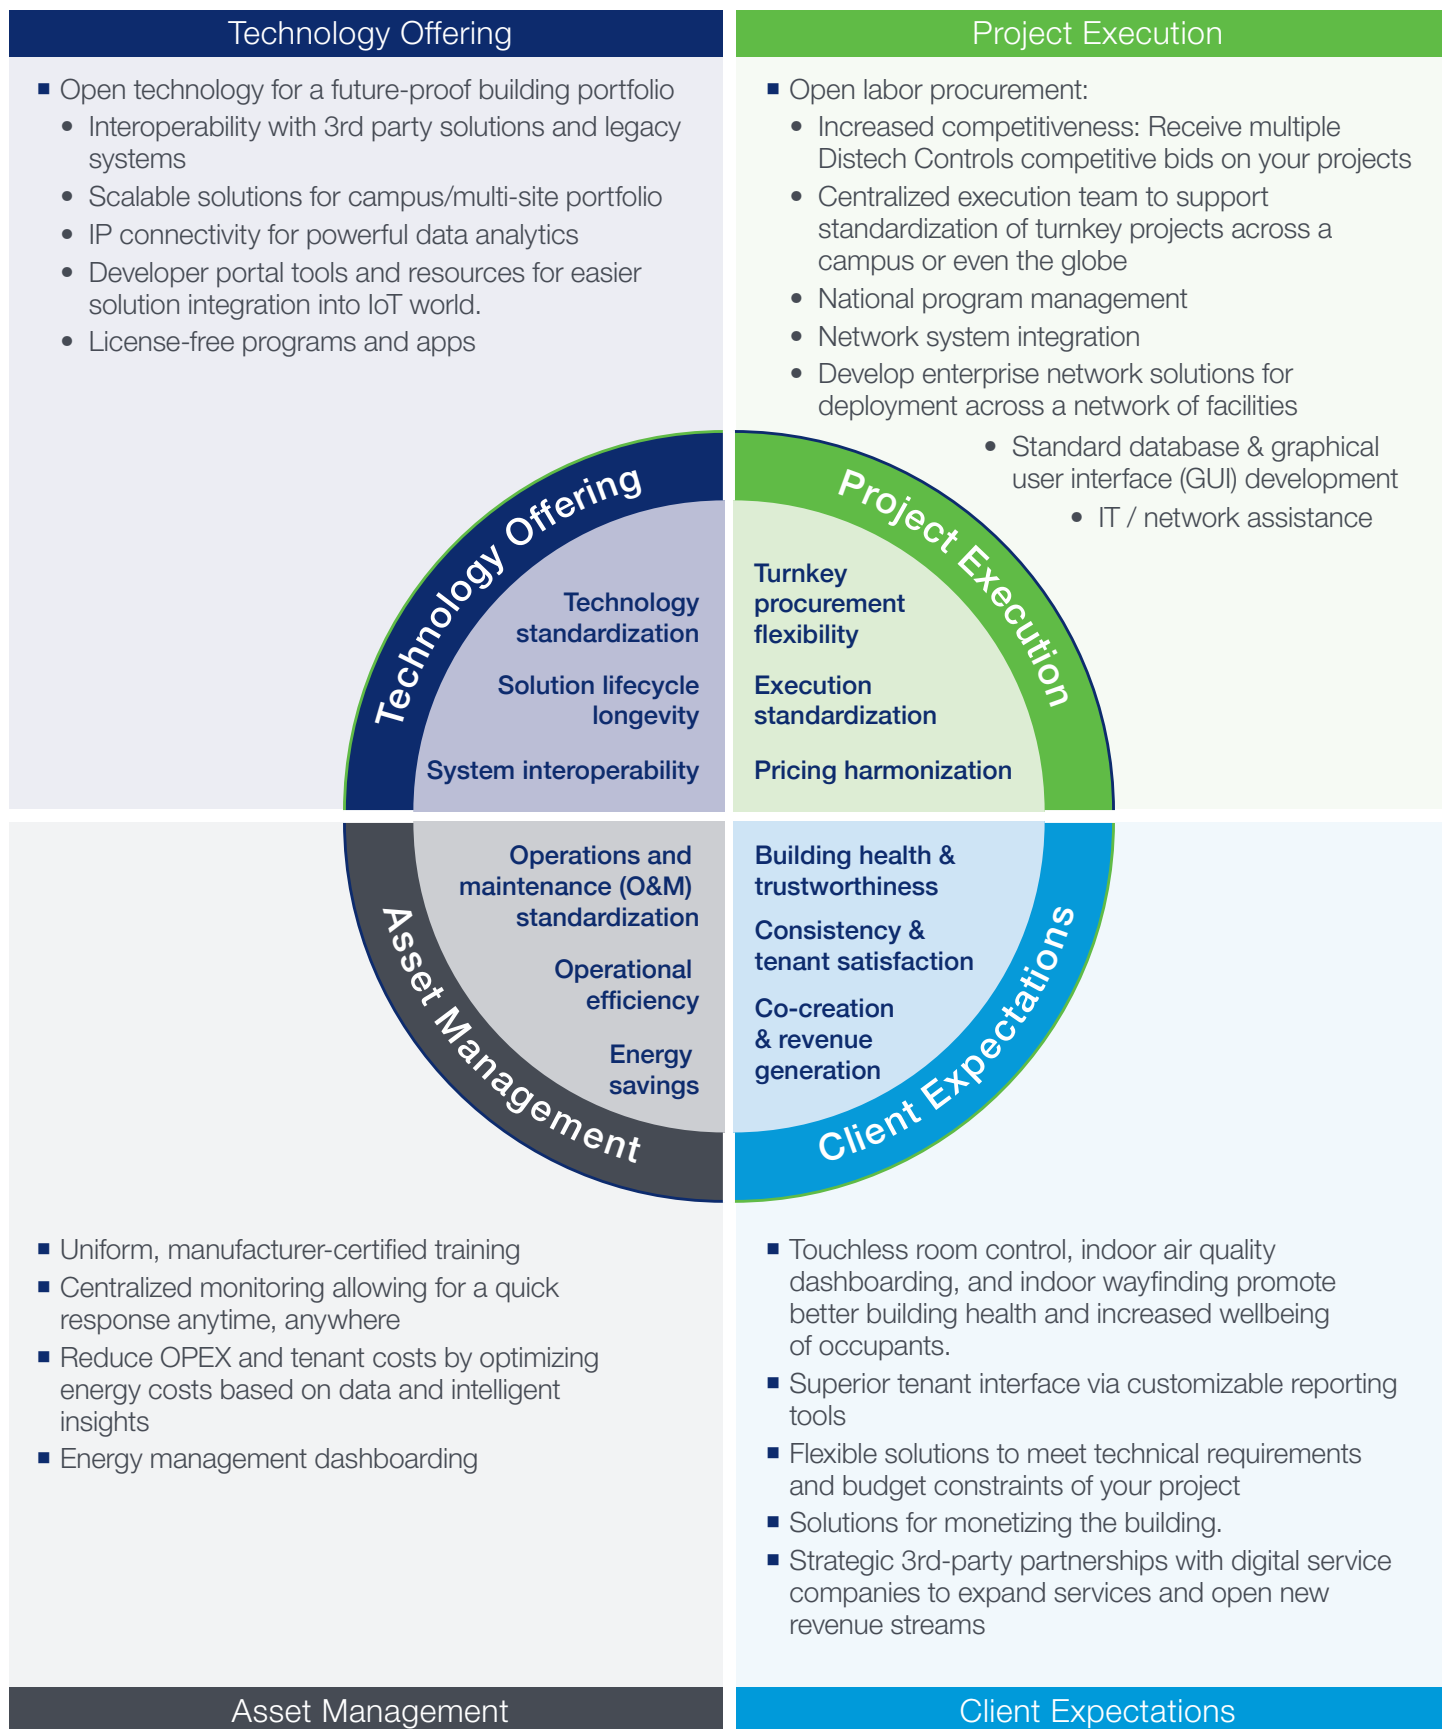 Technology Offering
■ Open technology for a future-proof building portfolio
• Interoperability with 3rd party solutions and legacy
systems
• Scalable solutions for campus/multi-site portfolio
• IP connectivity for powerful data analytics
• Developer portal tools and resources for easier
solution integration into IoT world.
• License-free programs and apps
Project Execution
■ Open labor procurement:
• Increased competitiveness: Receive multiple
Distech Controls competitive bids on your projects
• Centralized execution team to support
standardization of turnkey projects across a
campus or even the globe
• National program management
• Network system integration
• Develop enterprise network solutions for
deployment across a network of facilities
• Standard database & graphical
user interface (GUI) development
• IT / network assistance
Technology Offering
Technology
standardization
Solution lifecycle
longevity
System interoperability
Project Execution
Turnkey
procurement
flexibility
Execution
standardization
Pricing harmonization
Asset Management
Operations and
maintenance (O&M)
standardization
Operational
efficiency
Energy
savings
Client Expectations
Building health &
trustworthiness
Consistency &
tenant satisfaction
Co-creation
& revenue
generation
■ Uniform, manufacturer-certified training
■ Centralized monitoring allowing for a quick
response anytime, anywhere
■ Reduce OPEX and tenant costs by optimizing
energy costs based on data and intelligent
insights
■ Energy management dashboarding
Asset Management
■ Touchless room control, indoor air quality
dashboarding, and indoor wayfinding promote
better building health and increased wellbeing
of occupants.
■ Superior tenant interface via customizable reporting
tools
■ Flexible solutions to meet technical requirements
and budget constraints of your project
■ Solutions for monetizing the building.
■ Strategic 3rd-party partnerships with digital service
companies to expand services and open new
revenue streams
Client Expectations